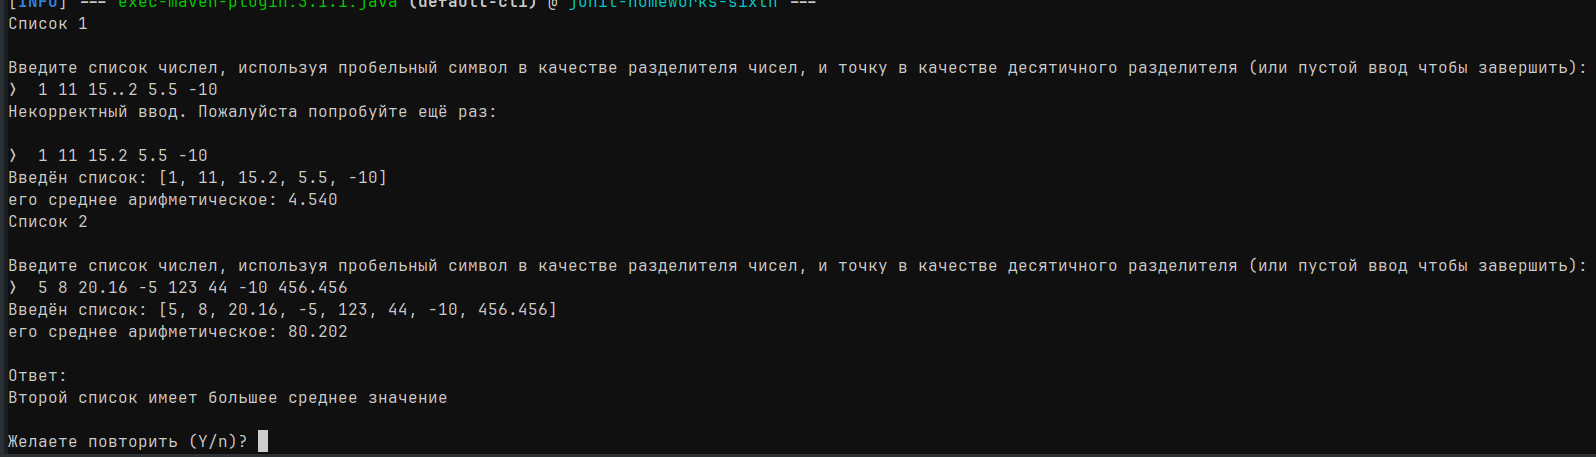 [INFO] --- exec-maven-plugin:3.1.1:java (default-cli) @ junit-homeworks-sixth ---
Список 1
Введите список числел, используя пробельный символ в качестве разделителя чисел, и точку в качестве десятичного разделителя (или пустой ввод чтобы завершить):
❯ 1 11 15..2 5.5 -10
Некорректный ввод. Пожалуйста попробуйте ещё раз:
❯ 1 11 15.2 5.5 -10
Введён список: [1, 11, 15.2, 5.5, -10]
его среднее арифметическое: 4.540
Список 2
Введите список числел, используя пробельный символ в качестве разделителя чисел, и точку в качестве десятичного разделителя (или пустой ввод чтобы завершить):
❯ 5 8 20.16 -5 123 44 -10 456.456
Введён список: [5, 8, 20.16, -5, 123, 44, -10, 456.456]
его среднее арифметическое: 80.202
Ответ:
Второй список имеет большее среднее значение
Желаете повторить (Y/n)?